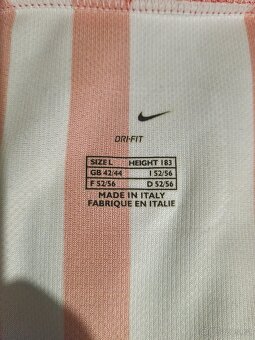 DRI-FIT
SIZE L HEIGHT 183
GB 42/44 I 52/56
F 52/56 D 52/56
MADE IN ITALY
FABRIQUE EN ITALIE